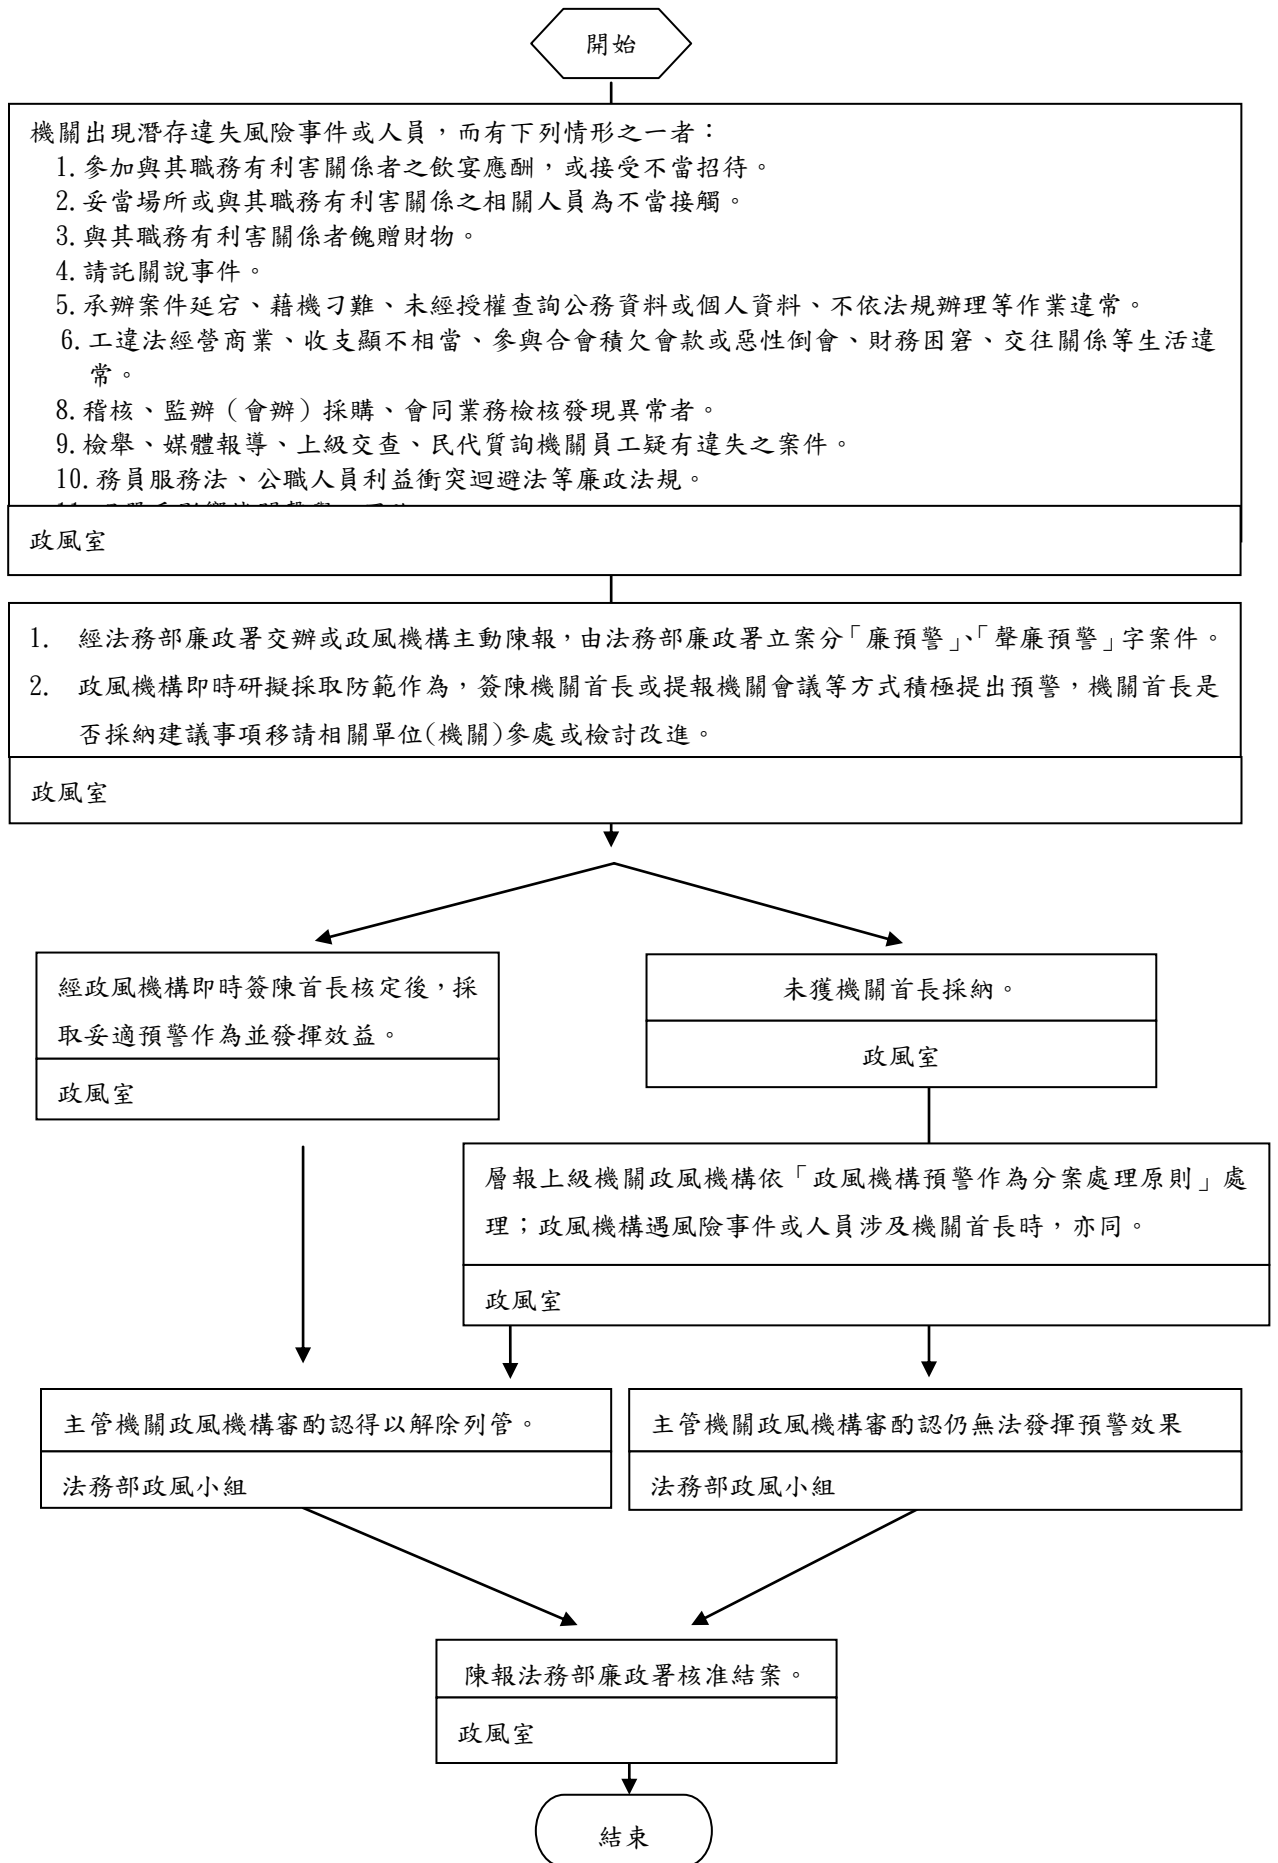 開始
機關出現潛存違失風險事件或人員，而有下列情形之一者：
1. 參加與其職務有利害關係者之飲宴應酬，或接受不當招待。
2. 妥當場所或與其職務有利害關係之相關人員為不當接觸。
3. 與其職務有利害關係者餽贈財物。
4. 請託關說事件。
5. 承辦案件延宕、藉機刁難、未經授權查詢公務資料或個人資料、不依法規辦理等作業違常。
6. 工違法經營商業、收支顯不相當、參與合會積欠會款或惡性倒會、財務困窘、交往關係等生活違
常。
8. 稽核、監辦（會辦）採購、會同業務檢核發現異常者。
9. 檢舉、媒體報導、上級交查、民代質詢機關員工疑有違失之案件。
10. 務員服務法、公職人員利益衝突迴避法等廉政法規。
政風室
1. 經法務部廉政署交辦或政風機構主動陳報，由法務部廉政署立案分「廉預警」、「聲廉預警」字案件。
2. 政風機構即時研擬採取防範作為，簽陳機關首長或提報機關會議等方式積極提出預警，機關首長是
否採納建議事項移請相關單位(機關)參處或檢討改進。
政風室
經政風機構即時簽陳首長核定後，採
取妥適預警作為並發揮效益。
政風室
未獲機關首長採納。
政風室
層報上級機關政風機構依「政風機構預警作為分案處理原則」處
理；政風機構遇風險事件或人員涉及機關首長時，亦同。
政風室
主管機關政風機構審酌認得以解除列管。
法務部政風小組
主管機關政風機構審酌認仍無法發揮預警效果
法務部政風小組
陳報法務部廉政署核准結案。
政風室
結束